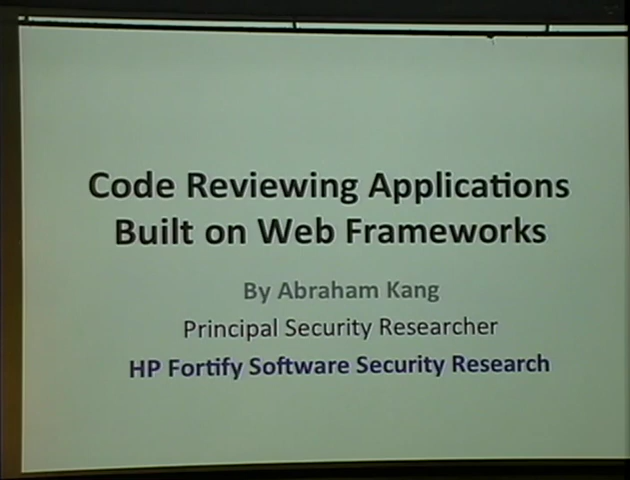 Code Reviewing Applications
Built on Web Frameworks
By Abraham Kang
Principal Security Researcher
HP Fortify Software Security Research